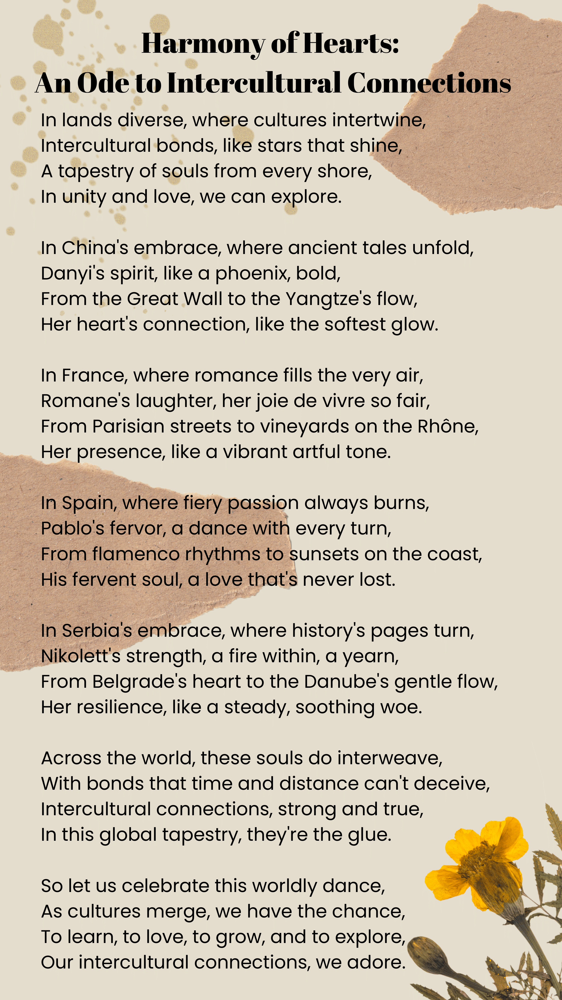 Harmony of Hearts:
An Ode to Intercultural Connections
In lands diverse, where cultures intertwine,
Intercultural bonds, like stars that shine,
A tapestry of souls from every shore,
In unity and love, we can explore.
In China's embrace, where ancient tales unfold,
Danyi's spirit, like a phoenix, bold,
From the Great Wall to the Yangtze's flow,
Her heart's connection, like the softest glow.
In France, where romance fills the very air,
Romane's laughter, her joie de vivre so fair,
From Parisian streets to vineyards on the Rhône,
Her presence, like a vibrant artful tone.
In Spain, where fiery passion always burns,
Pablo's fervor, a dance with every turn,
From flamenco rhythms to sunsets on the coast,
His fervent soul, a love that's never lost.
In Serbia's embrace, where history's pages turn,
Nikolett's strength, a fire within, a yearn,
From Belgrade's heart to the Danube's gentle flow,
Her resilience, like a steady, soothing woe.
Across the world, these souls do interweave,
With bonds that time and distance can't deceive,
Intercultural connections, strong and true,
In this global tapestry, they're the glue.
So let us celebrate this worldly dance,
As cultures merge, we have the chance,
To learn, to love, to grow, and to explore,
Our intercultural connections, we adore.